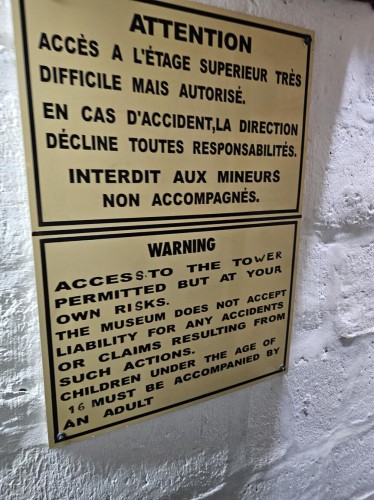 ATTENTION
ACCÈS A L'ÉTAGE SUPERIEUR TRÈS
DIFFICILE MAIS AUTORISÉ.
EN CAS D'ACCIDENT,LA DIRECTION
DÉCLINE TOUTES RESPONSABILITÉS.
INTERDIT AUX MINEURS
NON ACCOMPAGNÉS.
WARNING
ACCESS TO THE TOWER
PERMITTED BUT AT YOUR
OWN RISKS.
THE MUSEUM DOES NOT ACCEPT
LIABILITY FOR ANY ACCIDENTS
OR CLAIMS RESULTING FROM
SUCH ACTIONS.
CHILDREN UNDER THE AGE OF
16 MUST BE ACCOMPANIED BY
AN ADULT